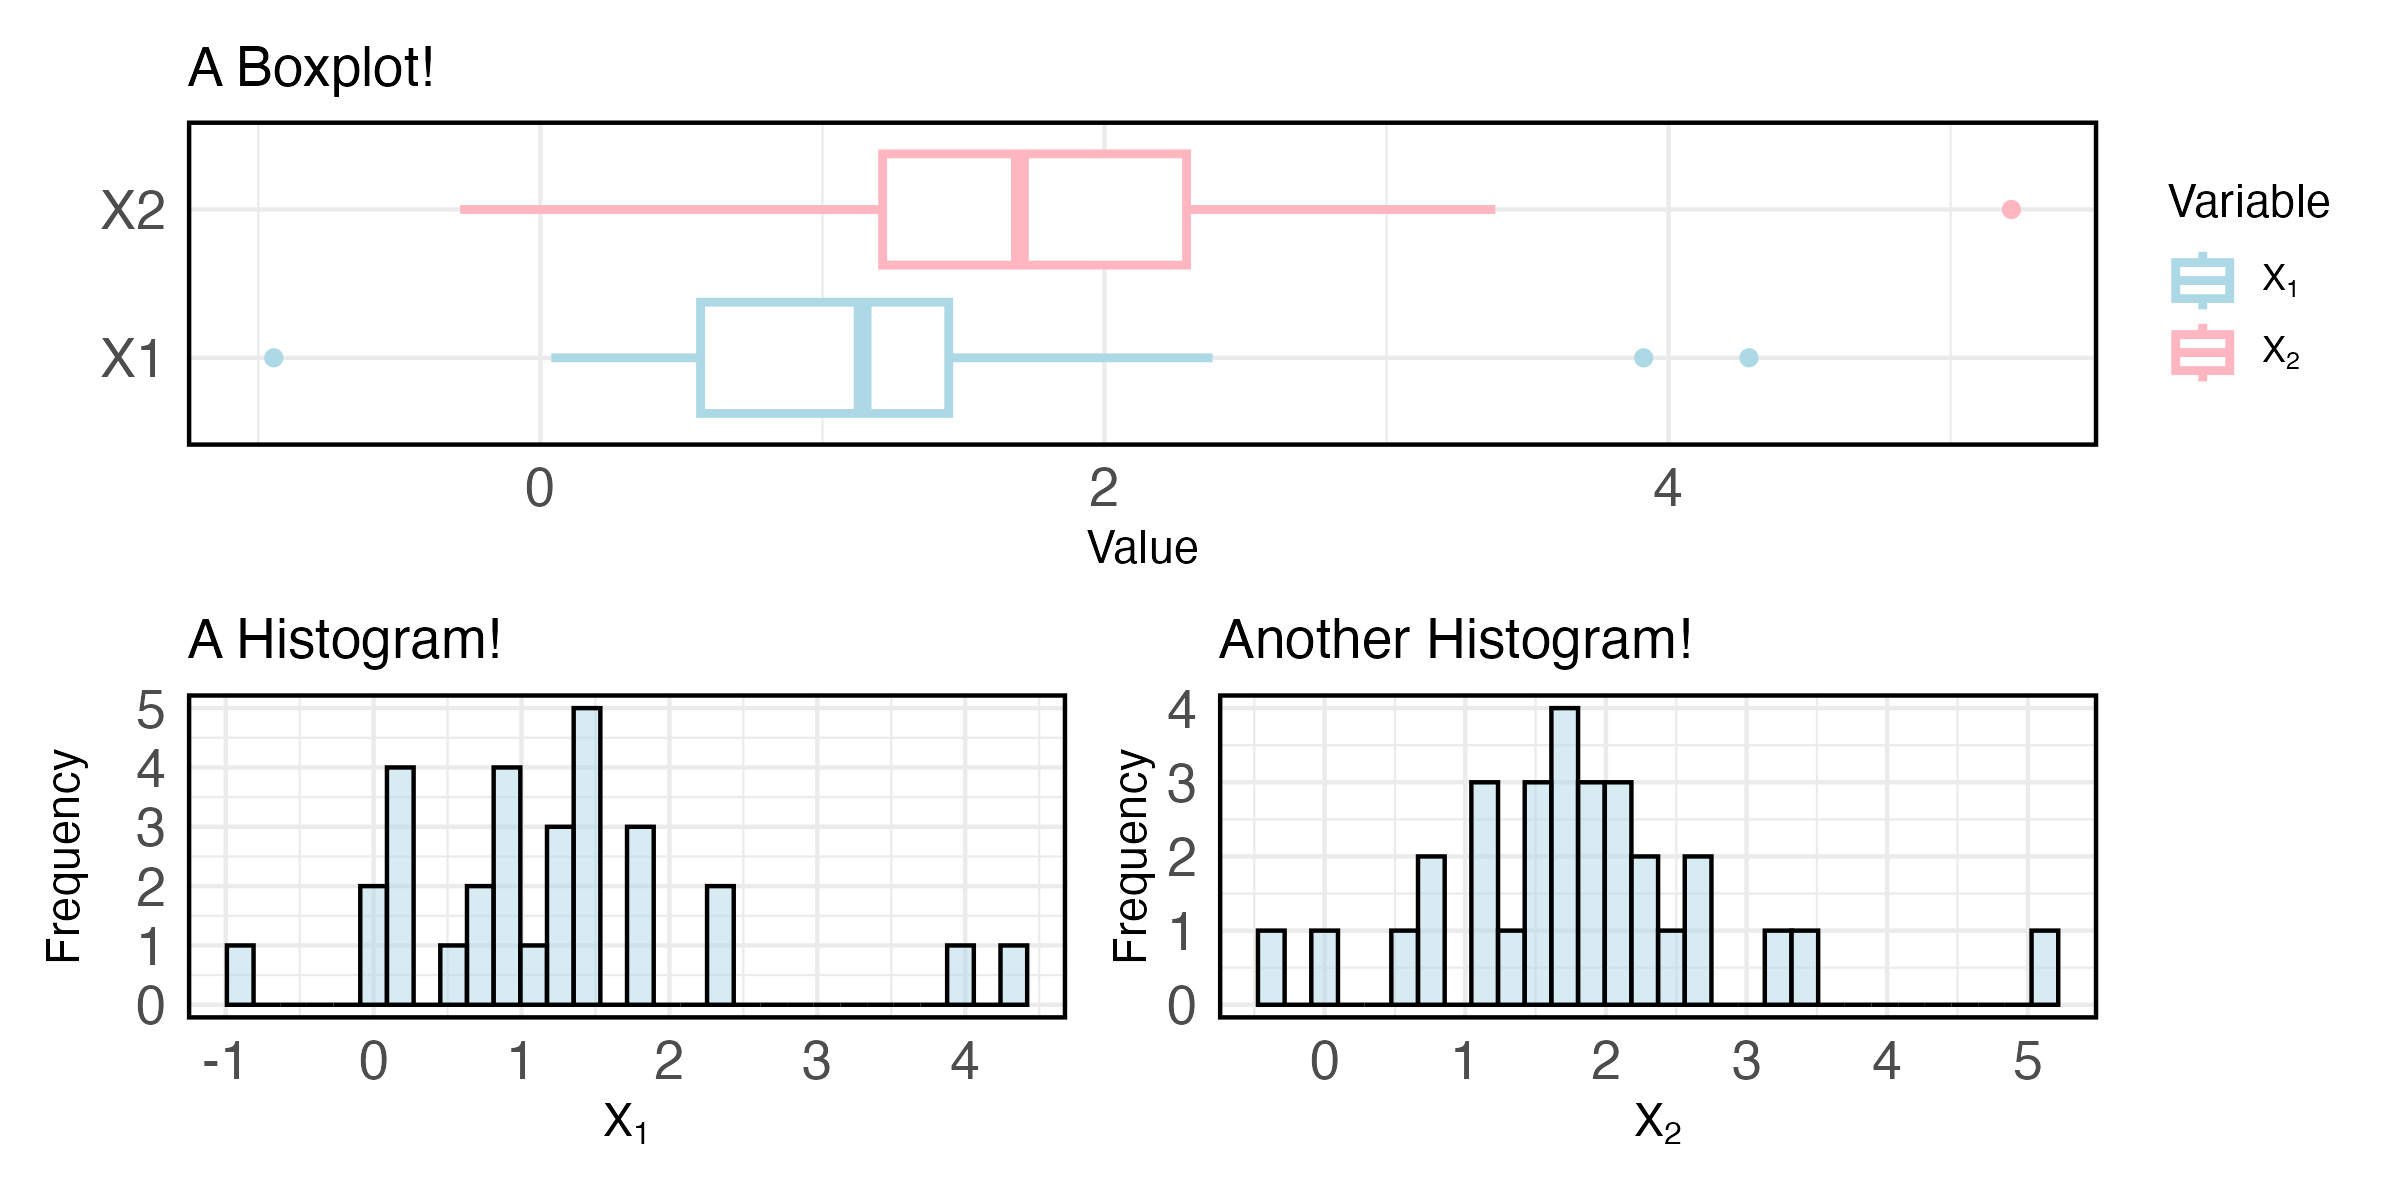 A Boxplot!
X2
X1
0 2 4
Value
Variable
X₁
X₂
A Histogram!
Frequency
5
4
3
2
1
0
-1 0 1 2 3 4
X₁
Another Histogram!
Frequency
4
3
2
1
0
0 1 2 3 4 5
X₂